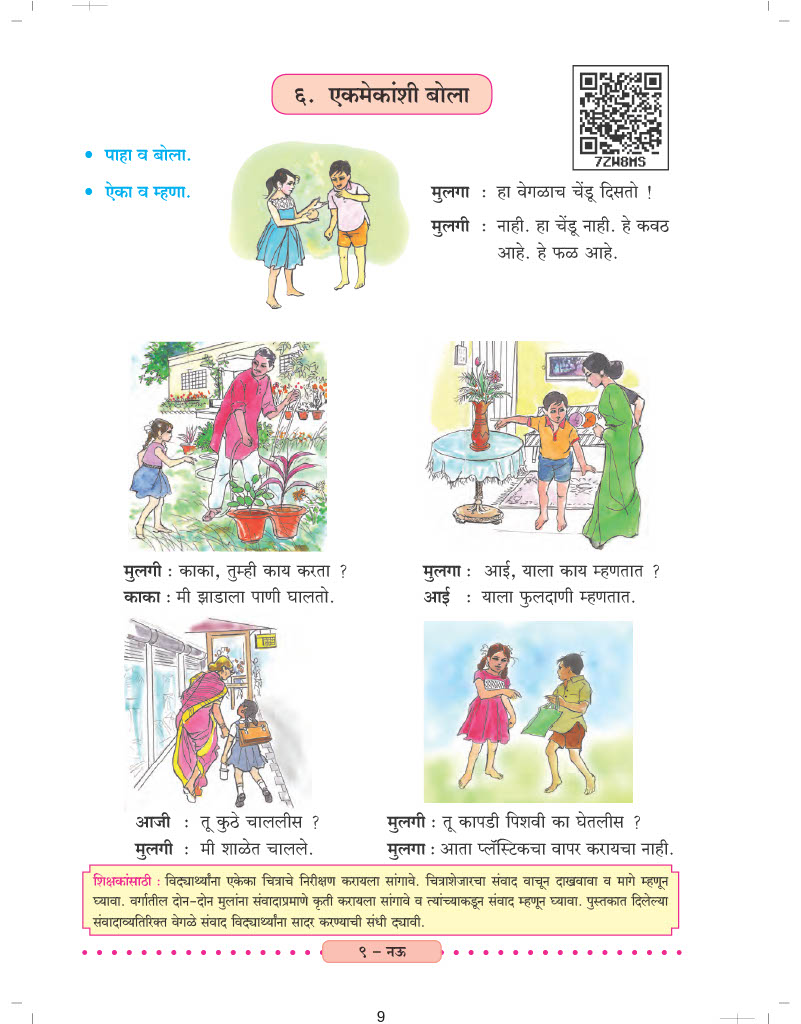 ६. एकमेकांशी बोला
7ZW8MS
• पाहा व बोला.
• ऐका व म्हणा.
मुलगा : हा वेगळाच चेंडू दिसतो !
मुलगी : नाही. हा चेंडू नाही. हे कवठ
आहे. हे फळ आहे.
मुलगी : काका, तुम्ही काय करता ?
काका : मी झाडाला पाणी घालतो.
मुलगा : आई, याला काय म्हणतात ?
आई : याला फुलदाणी म्हणतात.
आजी : तू कुठे चाललीस ?
मुलगी : मी शाळेत चालले.
मुलगी : तू कापडी पिशवी का घेतलीस ?
मुलगा : आता प्लॅस्टिकचा वापर करायचा नाही.
शिक्षकांसाठी : विद्यार्थ्यांना एकेका चित्राचे निरीक्षण करायला सांगावे. चित्राशेजारचा संवाद वाचून दाखवावा व मागे म्हणून
घ्यावा. वर्गातील दोन-दोन मुलांना संवादाप्रमाणे कृती करायला सांगावे व त्यांच्याकडून संवाद म्हणून घ्यावा. पुस्तकात दिलेल्या
संवादाव्यतिरिक्त वेगळे संवाद विद्यार्थ्यांना सादर करण्याची संधी द्यावी.
९ – नऊ
9